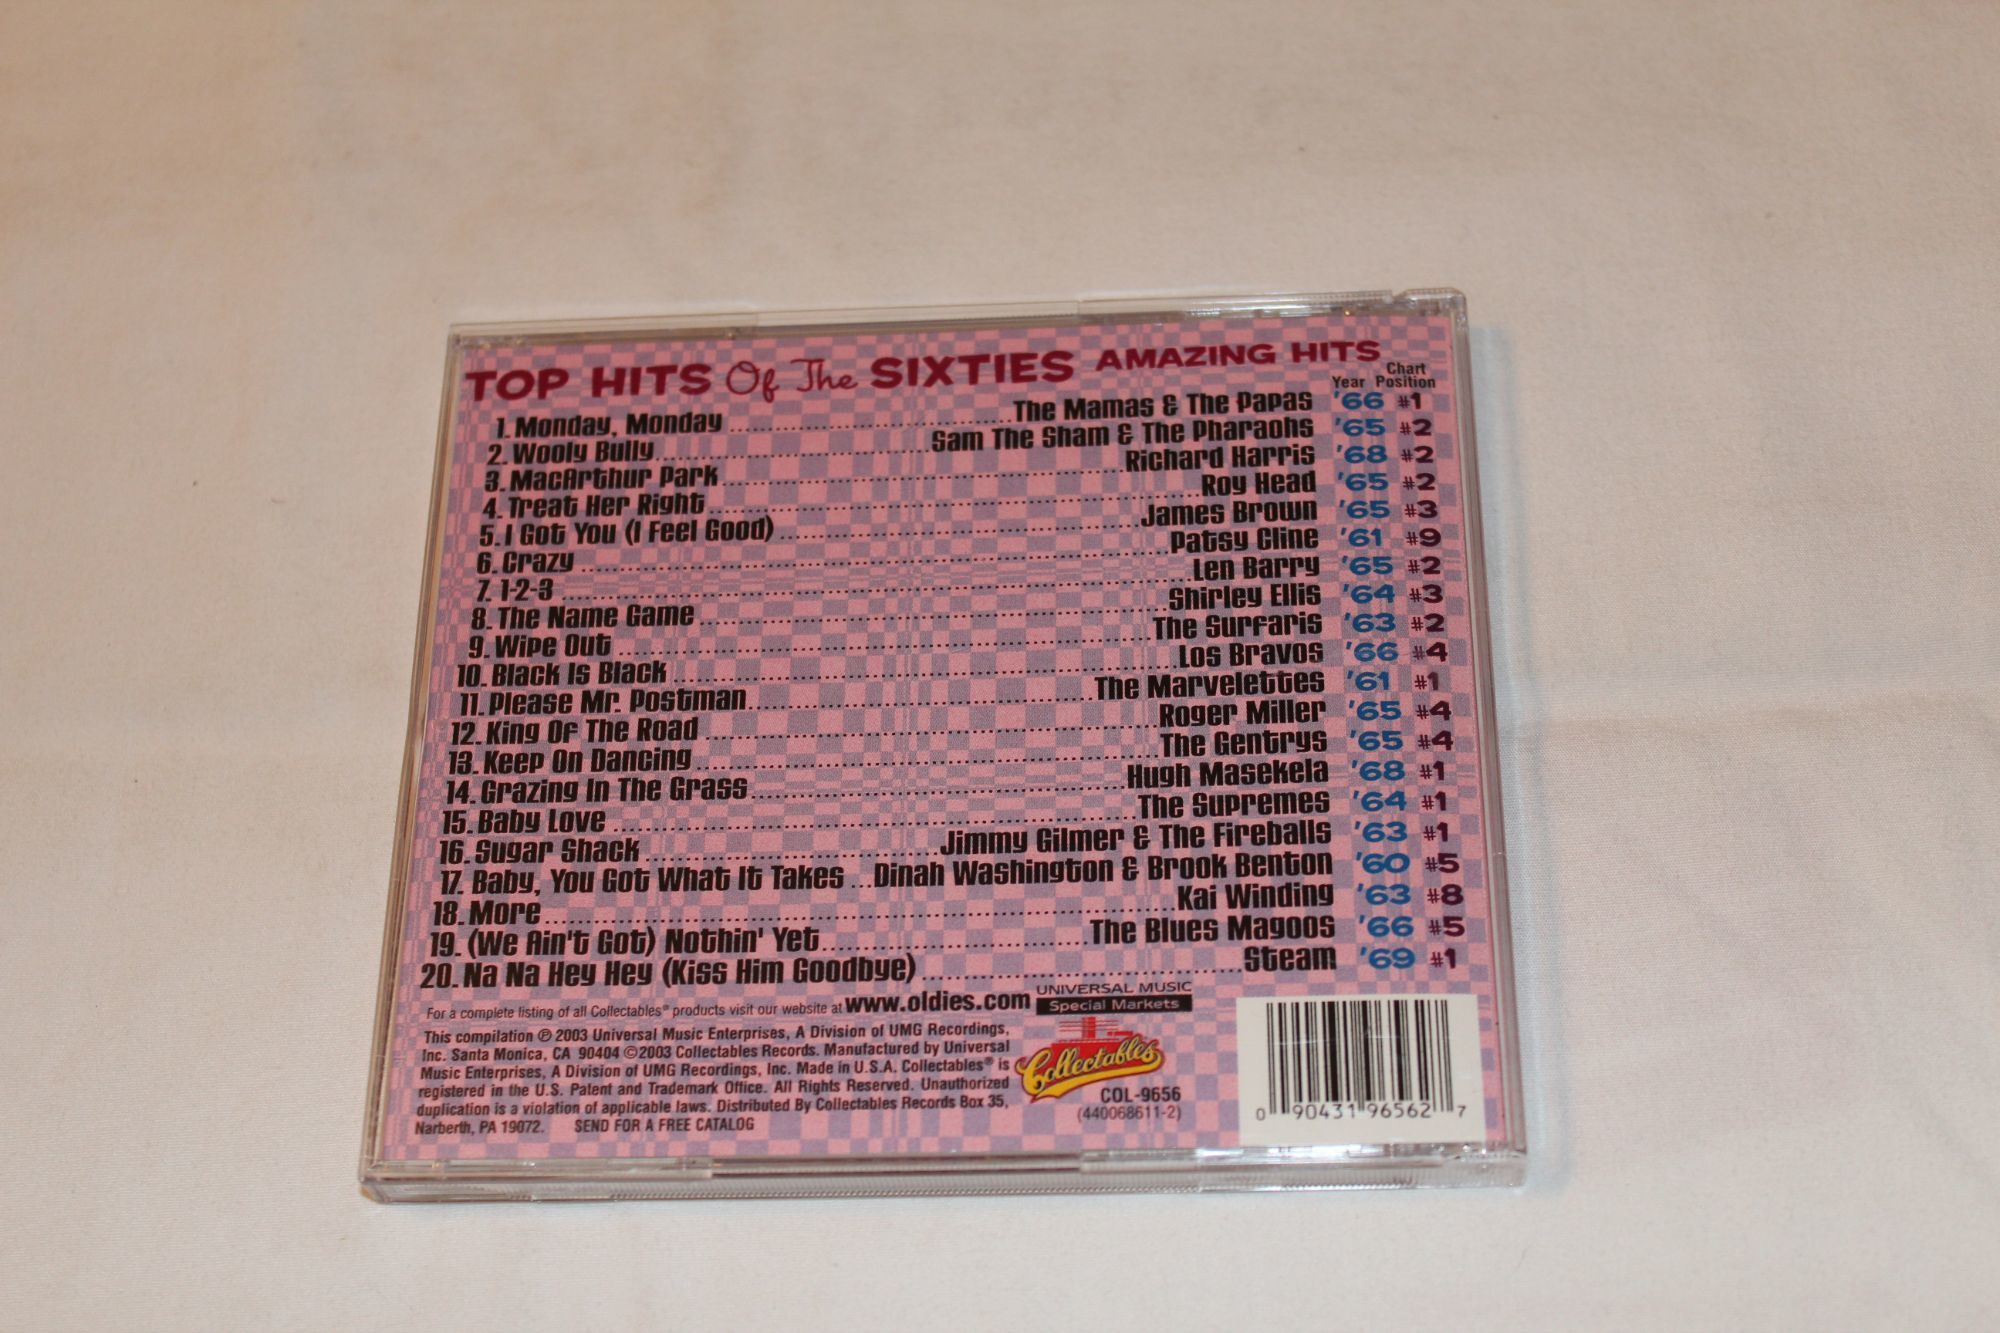 TOP HITS Of The SIXTIES AMAZING HITS
Year Chart Position
1. Monday, Monday ........ The Mamas & The Papas '66 #1
2. Wooly Bully ........ Sam The Sham & The Pharaohs '65 #2
3. MacArthur Park ........ Richard Harris '68 #2
4. Treat Her Right ........ Roy Head '65 #2
5. I Got You (I Feel Good) ........ James Brown '65 #3
6. Crazy ........ Patsy Cline '61 #9
7. 1-2-3 ........ Len Barry '65 #2
8. The Name Game ........ Shirley Ellis '64 #3
9. Wipe Out ........ The Surfaris '63 #2
10. Black Is Black ........ Los Bravos '66 #4
11. Please Mr. Postman ........ The Marvelettes '61 #1
12. King Of The Road ........ Roger Miller '65 #4
13. Keep On Dancing ........ The Gentrys '65 #4
14. Grazing In The Grass ........ Hugh Masekela '68 #1
15. Baby Love ........ The Supremes '64 #1
16. Sugar Shack ........ Jimmy Gilmer & The Fireballs '63 #1
17. Baby, You Got What It Takes ... Dinah Washington & Brook Benton '60 #5
18. More ........ Kai Winding '63 #8
19. (We Ain't Got) Nothin' Yet ........ The Blues Magoos '66 #5
20. Na Na Hey Hey (Kiss Him Goodbye) ........ Steam '69 #1
For a complete listing of all Collectables® products visit our website at www.oldies.com
UNIVERSAL MUSIC
Special Markets
This compilation ℗ 2003 Universal Music Enterprises, A Division of UMG Recordings,
Inc. Santa Monica, CA 90404 ©2003 Collectables Records. Manufactured by Universal
Music Enterprises, A Division of UMG Recordings, Inc. Made in U.S.A. Collectables® is
registered in the U.S. Patent and Trademark Office. All Rights Reserved. Unauthorized
duplication is a violation of applicable laws. Distributed By Collectables Records Box 35,
Narberth, PA 19072. SEND FOR A FREE CATALOG
Collectables
COL-9656
(440068611-2)
0 90431 96562 7